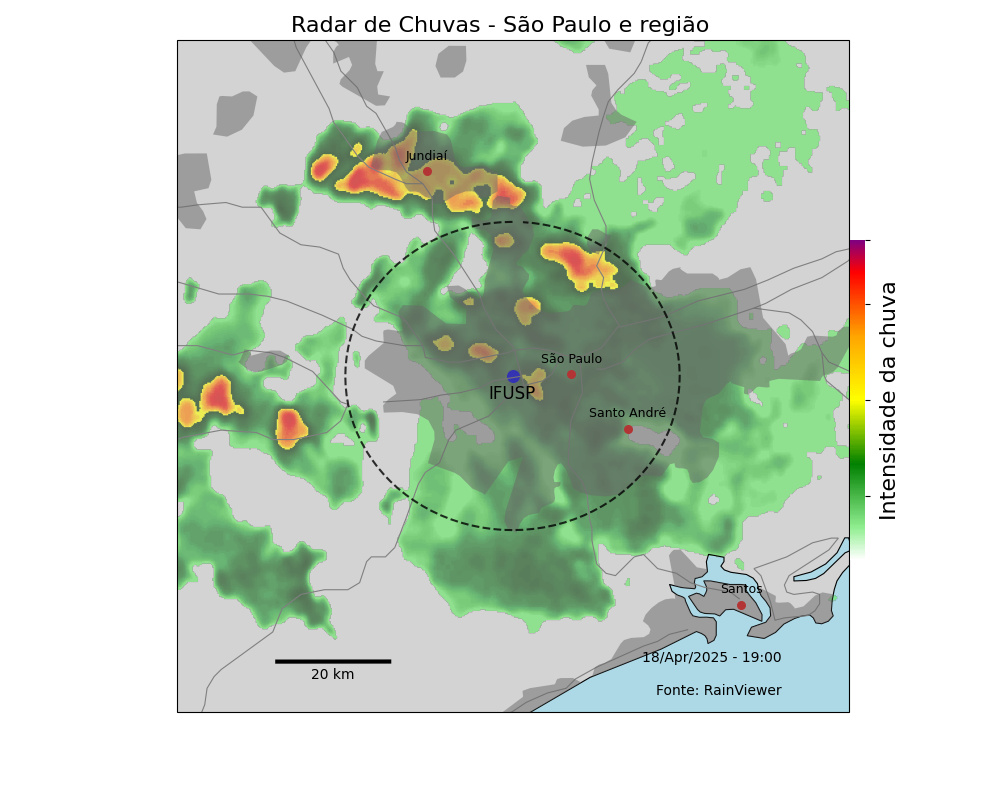 Radar de Chuvas - São Paulo e região
Jundiaí
São Paulo
IFUSP
Santo André
Intensidade da chuva
Santos
18/Apr/2025 - 19:00
20 km
Fonte: RainViewer